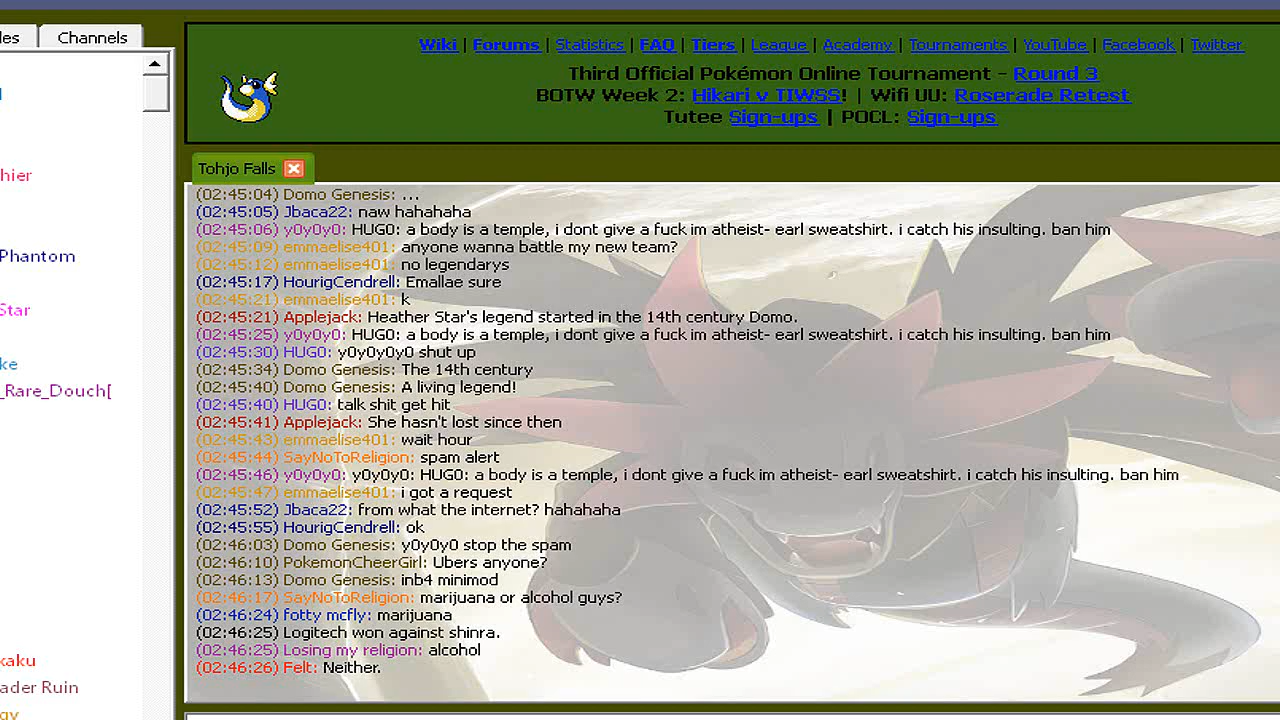 les
Channels
Wiki | Forums | Statistics | FAQ | Tiers | League | Academy | Tournaments | YouTube | Facebook | Twitter
Third Official Pokémon Online Tournament - Round 3
BOTW Week 2: Hikari v TIWSS! | Wifi UU: Roserade Retest
Tutee Sign-ups | POCL: Sign-ups
Tohjo Falls
hier
Phantom
Star
ke
_Rare_Douch[
kaku
ader Ruin
gy
(02:45:04) Domo Genesis: ...
(02:45:05) Jbaca22: naw hahahaha
(02:45:06) y0y0y0: HUG0: a body is a temple, i dont give a fuck im atheist- earl sweatshirt. i catch his insulting. ban him
(02:45:09) emmaelise401: anyone wanna battle my new team?
(02:45:12) emmaelise401: no legendarys
(02:45:17) HourigCendrell: Emallae sure
(02:45:21) emmaelise401: k
(02:45:21) Applejack: Heather Star's legend started in the 14th century Domo.
(02:45:25) y0y0y0: HUG0: a body is a temple, i dont give a fuck im atheist- earl sweatshirt. i catch his insulting. ban him
(02:45:30) HUG0: y0y0y0y0 shut up
(02:45:34) Domo Genesis: The 14th century
(02:45:40) Domo Genesis: A living legend!
(02:45:40) HUG0: talk shit get hit
(02:45:41) Applejack: She hasn't lost since then
(02:45:43) emmaelise401: wait hour
(02:45:44) SayNoToReligion: spam alert
(02:45:46) y0y0y0: y0y0y0: HUG0: a body is a temple, i dont give a fuck im atheist- earl sweatshirt. i catch his insulting. ban him
(02:45:47) emmaelise401: i got a request
(02:45:52) Jbaca22: from what the internet? hahahaha
(02:45:55) HourigCendrell: ok
(02:46:03) Domo Genesis: y0y0y0 stop the spam
(02:46:10) PokemonCheerGirl: Ubers anyone?
(02:46:13) Domo Genesis: inb4 minimod
(02:46:17) SayNoToReligion: marijuana or alcohol guys?
(02:46:24) fotty mcfly: marijuana
(02:46:25) Logitech won against shinra.
(02:46:25) Losing my religion: alcohol
(02:46:26) Felt: Neither.